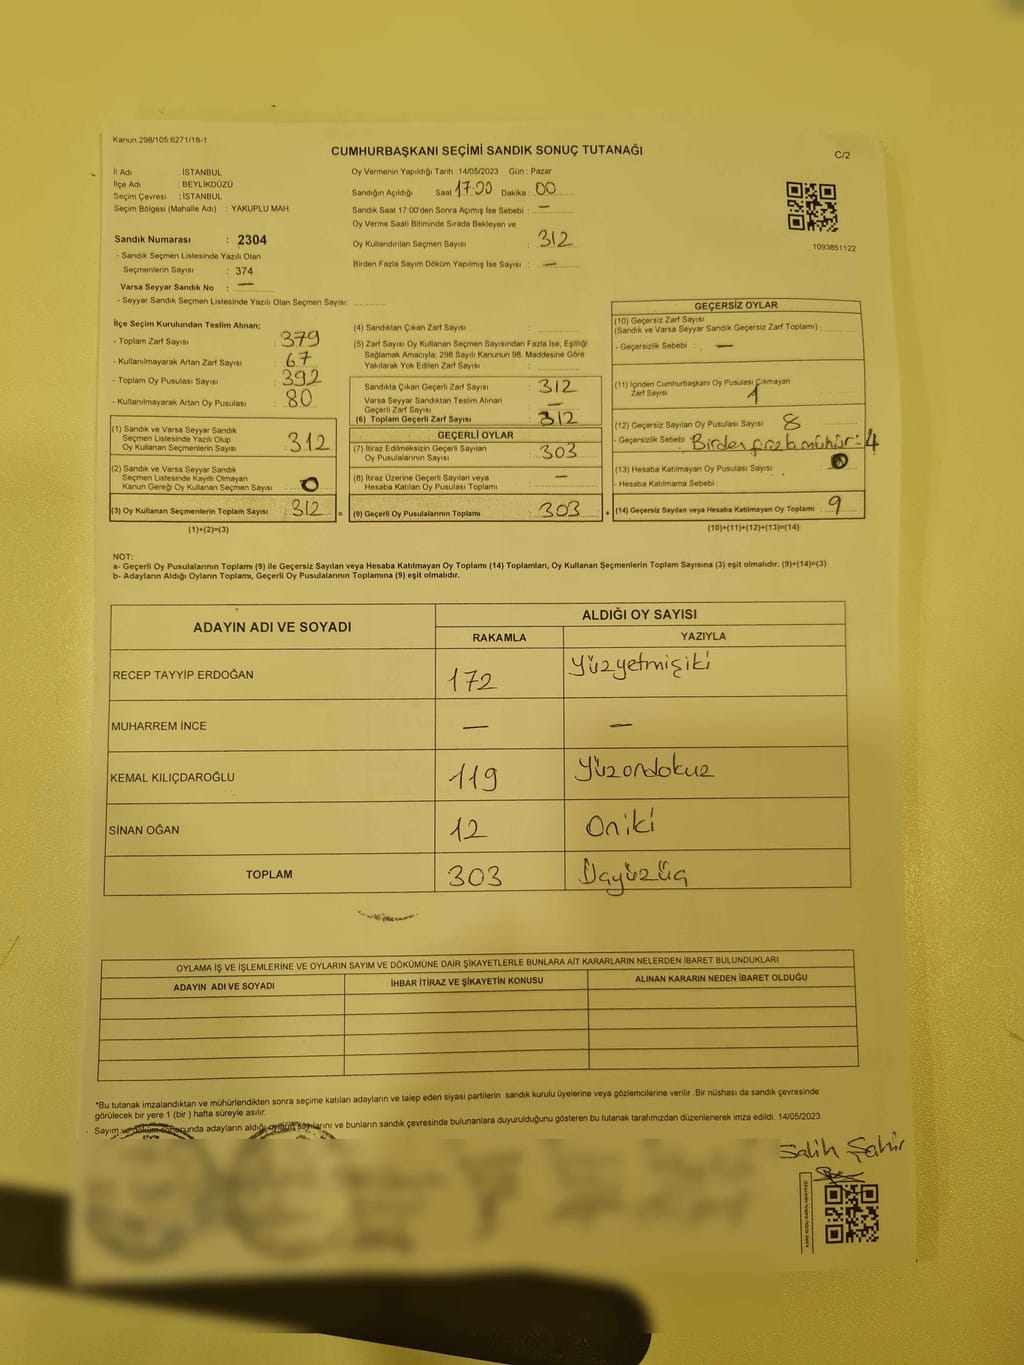 Kanun:298/105:6271/18-1
CUMHURBAŞKANI SEÇİMİ SANDIK SONUÇ TUTANAĞI
C/2
İl Adı : İSTANBUL
İlçe Adı : BEYLİKDÜZÜ
Seçim Çevresi : İSTANBUL
Seçim Bölgesi (Mahalle Adı) : YAKUPLU MAH.
Oy Vermenin Yapıldığı Tarih : 14/05/2023 Gün : Pazar
Sandığın Açıldığı Saat 17:00 Dakika : 00
Sandık Saat 17:00'den Sonra Açımış İse Sebebi : —
Oy Verme Saati Bitiminde Sırada Bekleyen ve
Oy Kullandırılan Seçmen Sayısı : 312
Birden Fazla Sayım Döküm Yapılmış İse Sayısı : —
1093851122
Sandık Numarası : 2304
- Sandık Seçmen Listesinde Yazılı Olan
Seçmenlerin Sayısı : 374
Varsa Seyyar Sandık No : —
- Seyyar Sandık Seçmen Listesinde Yazılı Olan Seçmen Sayısı:
İlçe Seçim Kurulundan Teslim Alınan;
- Toplam Zarf Sayısı : 379
- Kullanılmayarak Artan Zarf Sayısı : 67
- Toplam Oy Pusulası Sayısı : 392
- Kullanılmayarak Artan Oy Pusulası : 80
(1) Sandık ve Varsa Seyyar Sandık
Seçmen Listesinde Yazılı Olup
Oy Kullanan Seçmenlerin Sayısı : 312
(2) Sandık ve Varsa Seyyar Sandık
Seçmen Listesinde Kayıtlı Olmayan
Kanun Gereği Oy Kullanan Seçmen Sayısı : 0
(3) Oy Kullanan Seçmenlerin Toplam Sayısı : 312 =
(1)+(2)=(3)
(4) Sandıktan Çıkan Zarf Sayısı :
(5) Zarf Sayısı Oy Kullanan Seçmen Sayısından Fazla İse, Eşitliği
Sağlamak Amacıyla; 298 Sayılı Kanunun 98. Maddesine Göre
Yakılarak Yok Edilen Zarf Sayısı :
Sandıkta Çıkan Geçerli Zarf Sayısı : 312
Varsa Seyyar Sandıktan Teslim Alınan
Geçerli Zarf Sayısı : —
(6) Toplam Geçerli Zarf Sayısı : 312
GEÇERLİ OYLAR
(7) İtiraz Edilmeksizin Geçerli Sayılan
Oy Pusulalarının Sayısı : 303
(8) İtiraz Üzerine Geçerli Sayılan veya
Hesaba Katılan Oy Pusulası Toplamı : —
(9) Geçerli Oy Pusulalarının Toplamı : 303 +
GEÇERSİZ OYLAR
(10) Geçersiz Zarf Sayısı
(Sandık ve Varsa Seyyar Sandık Geçersiz Zarf Toplamı) :
- Geçersizlik Sebebi : —
(11) İçinden Cumhurbaşkanı Oy Pusulası Çıkmayan
Zarf Sayısı : 1
(12) Geçersiz Sayılan Oy Pusulası Sayısı : 8
- Geçersizlik Sebebi : Birden fazla mühür: 4
(13) Hesaba Katılmayan Oy Pusulası Sayısı :
- Hesaba Katılmama Sebebi :
(14) Geçersiz Sayılan veya Hesaba Katılmayan Oy Toplamı : 9
(10)+(11)+(12)+(13)=(14)
NOT:
a- Geçerli Oy Pusulalarının Toplamı (9) ile Geçersiz Sayılan veya Hesaba Katılmayan Oy Toplamı (14) Toplamları, Oy Kullanan Seçmenlerin Toplam Sayısına (3) eşit olmalıdır. (9)+(14)=(3)
b- Adayların Aldığı Oyların Toplamı, Geçerli Oy Pusulalarının Toplamına (9) eşit olmalıdır.
ADAYIN ADI VE SOYADI
ALDIĞI OY SAYISI
RAKAMLA YAZIYLA
RECEP TAYYİP ERDOĞAN 172 Yüzyetmişiki
MUHARREM İNCE — —
KEMAL KILIÇDAROĞLU 119 Yüzondokuz
SİNAN OĞAN 12 Oniki
TOPLAM 303 Üçyüzüç
OYLAMA İŞ VE İŞLEMLERİNE VE OYLARIN SAYIM VE DÖKÜMÜNE DAİR ŞİKAYETLERLE BUNLARA AİT KARARLARIN NELERDEN İBARET BULUNDUKLARI
ADAYIN ADI VE SOYADI İHBAR İTİRAZ VE ŞİKAYETİN KONUSU ALINAN KARARIN NEDEN İBARET OLDUĞU
*Bu tutanak imzalandıktan ve mühürlendikten sonra seçime katılan adayların ve talep eden siyasi partilerin sandık kurulu üyelerine veya gözlemcilerine verilir .Bir nüshası da sandık çevresinde
görülecek bir yere 1 (bir ) hafta süreyle asılır.
Sayım ve döküm sonucunda adayların aldığı oyların sayılarını ve bunların sandık çevresinde bulunanlara duyurulduğunu gösteren bu tutanak tarafımızdan düzenlenerek imza edildi. 14/05/2023
Salih Şahin
KARE KODU KARALAMAYINIZ!